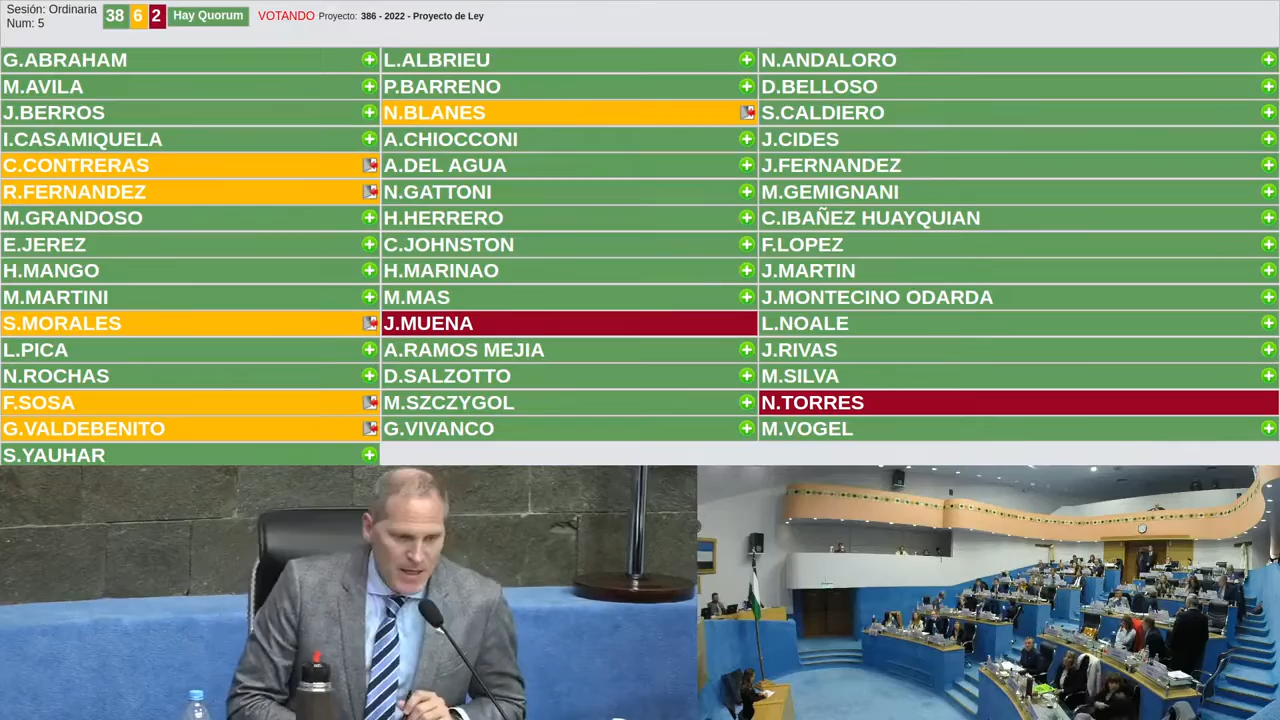 Sesión: Ordinaria
Num: 5
38 6 2 Hay Quorum VOTANDO Proyecto: 386 - 2022 - Proyecto de Ley
G.ABRAHAM L.ALBRIEU N.ANDALORO
M.AVILA P.BARRENO D.BELLOSO
J.BERROS N.BLANES S.CALDIERO
I.CASAMIQUELA A.CHIOCCONI J.CIDES
C.CONTRERAS A.DEL AGUA J.FERNANDEZ
R.FERNANDEZ N.GATTONI M.GEMIGNANI
M.GRANDOSO H.HERRERO C.IBAÑEZ HUAYQUIAN
E.JEREZ C.JOHNSTON F.LOPEZ
H.MANGO H.MARINAO J.MARTIN
M.MARTINI M.MAS J.MONTECINO ODARDA
S.MORALES J.MUENA L.NOALE
L.PICA A.RAMOS MEJIA J.RIVAS
N.ROCHAS D.SALZOTTO M.SILVA
F.SOSA M.SZCZYGOL N.TORRES
G.VALDEBENITO G.VIVANCO M.VOGEL
S.YAUHAR